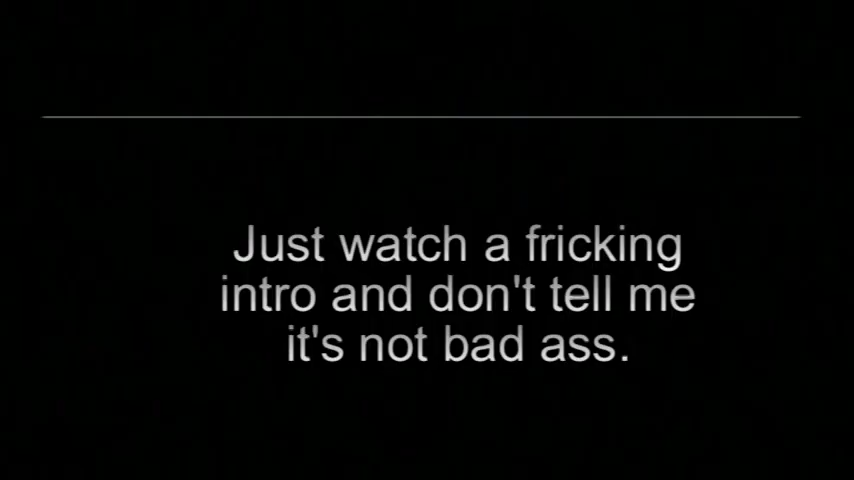 Just watch a fricking
intro and don't tell me
it's not bad ass.